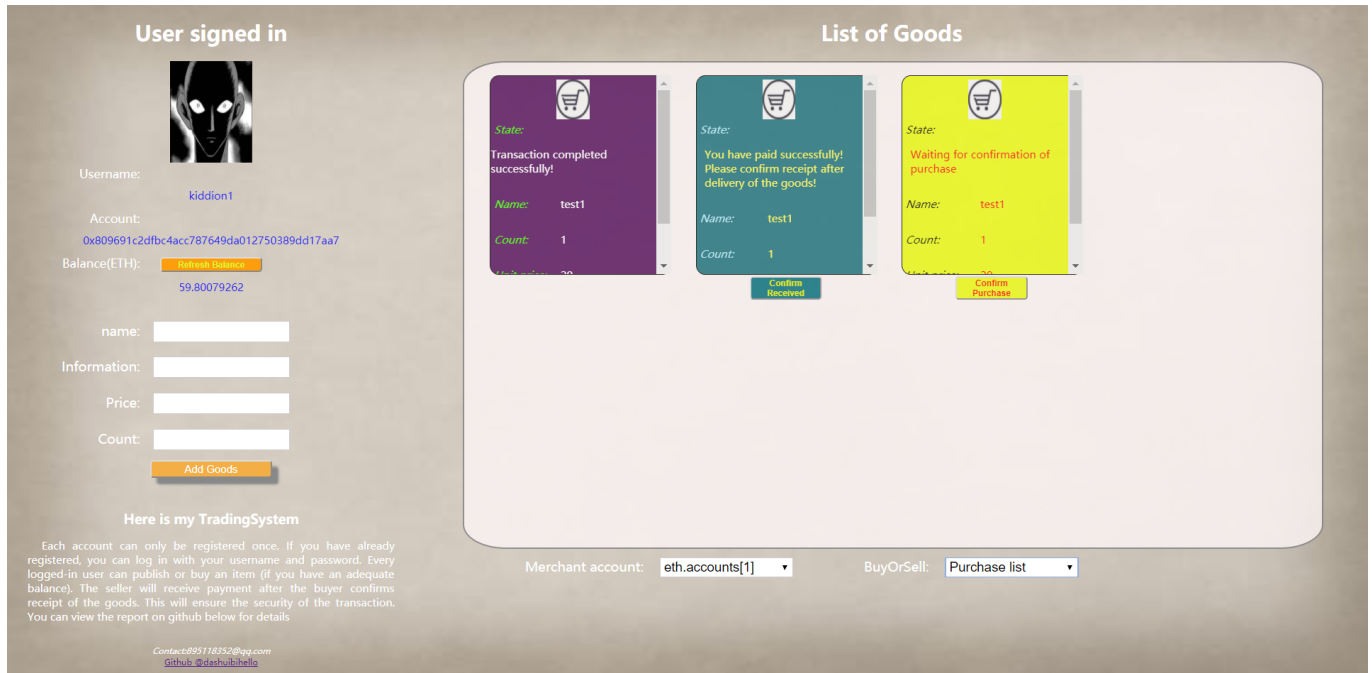 User signed in
Username:
kiddion1
Account:
0x809691c2dfbc4acc787649da012750389dd17aa7
Balance(ETH): Refresh Balance
59.80079262
name:
Information:
Price:
Count:
Add Goods
Here is my TradingSystem
Each account can only be registered once. If you have already
registered, you can log in with your username and password. Every
logged-in user can publish or buy an item (if you have an adequate
balance). The seller will receive payment after the buyer confirms
receipt of the goods. This will ensure the security of the transaction.
You can view the report on github below for details
Contact:895118352@qq.com
Github @dashuibihello
List of Goods
State:
Transaction completed
successfully!
Name: test1
Count: 1
Unit price: 20
State:
You have paid successfully!
Please confirm receipt after
delivery of the goods!
Name: test1
Count: 1
Confirm
Received
State:
Waiting for confirmation of
purchase
Name: test1
Count: 1
Unit price: 20
Confirm
Purchase
Merchant account: eth.accounts[1]
BuyOrSell: Purchase list